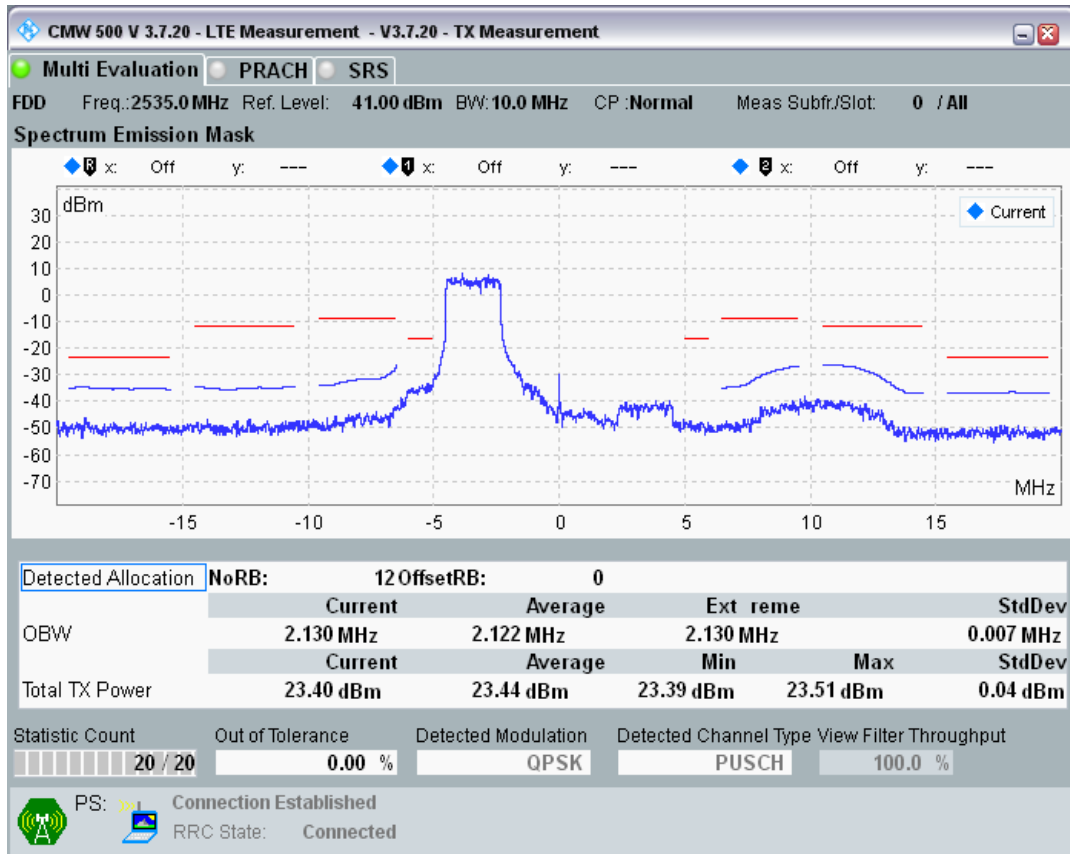 CMW 500 V 3.7.20 - LTE Measurement - V3.7.20 - TX Measurement
Multi Evaluation PRACH SRS
FDD Freq.:2535.0 MHz Ref. Level: 41.00 dBm BW:10.0 MHz CP :Normal Meas Subfr./Slot: 0 / All
Spectrum Emission Mask
R x: Off y: --- 1 x: Off y: --- 2 x: Off y: ---
dBm
Current
30
20
10
0
-10
-20
-30
-40
-50
-60
-70
MHz
-15 -10 -5 0 5 10 15
Detected Allocation NoRB: 12 OffsetRB: 0
Current Average Ext reme StdDev
OBW 2.130 MHz 2.122 MHz 2.130 MHz 0.007 MHz
Current Average Min Max StdDev
Total TX Power 23.40 dBm 23.44 dBm 23.39 dBm 23.51 dBm 0.04 dBm
Statistic Count Out of Tolerance Detected Modulation Detected Channel Type View Filter Throughput
20 / 20 0.00 % QPSK PUSCH 100.0 %
PS: Connection Established
RRC State: Connected